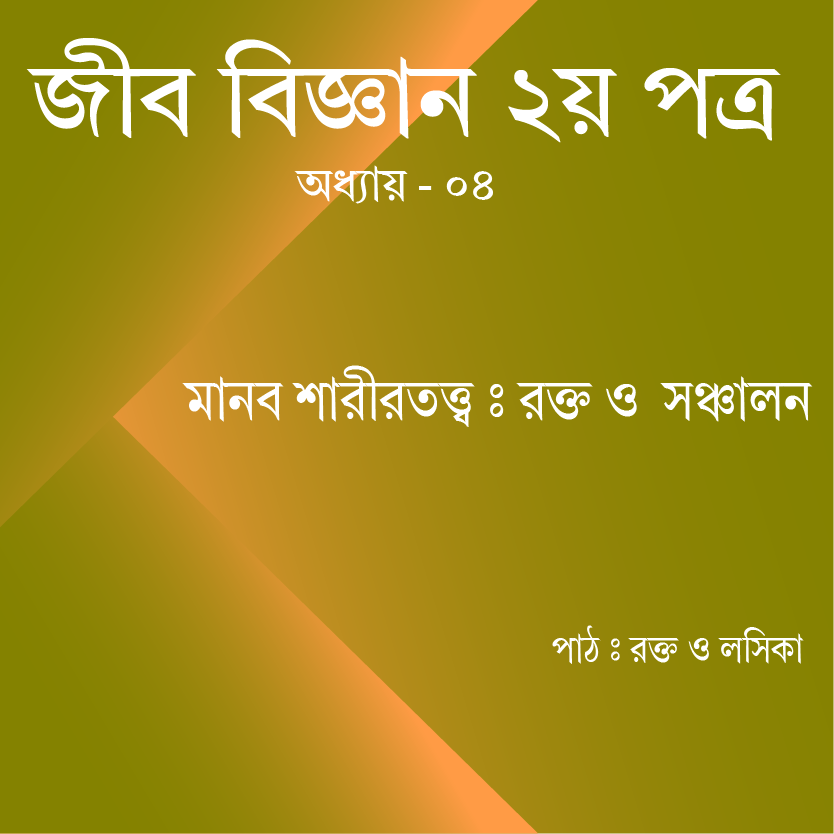 জীব বিজ্ঞান ২য় পত্র
অধ্যায় - ০৪
মানব শারীরতত্ত্ব ঃ রক্ত ও সঞ্চালন
পাঠ ঃ রক্ত ও লসিকা